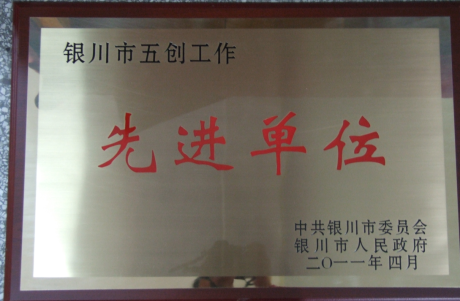 银川市五创工作
先进单位
中共银川市委员会
银川市人民政府
二〇一一年四月